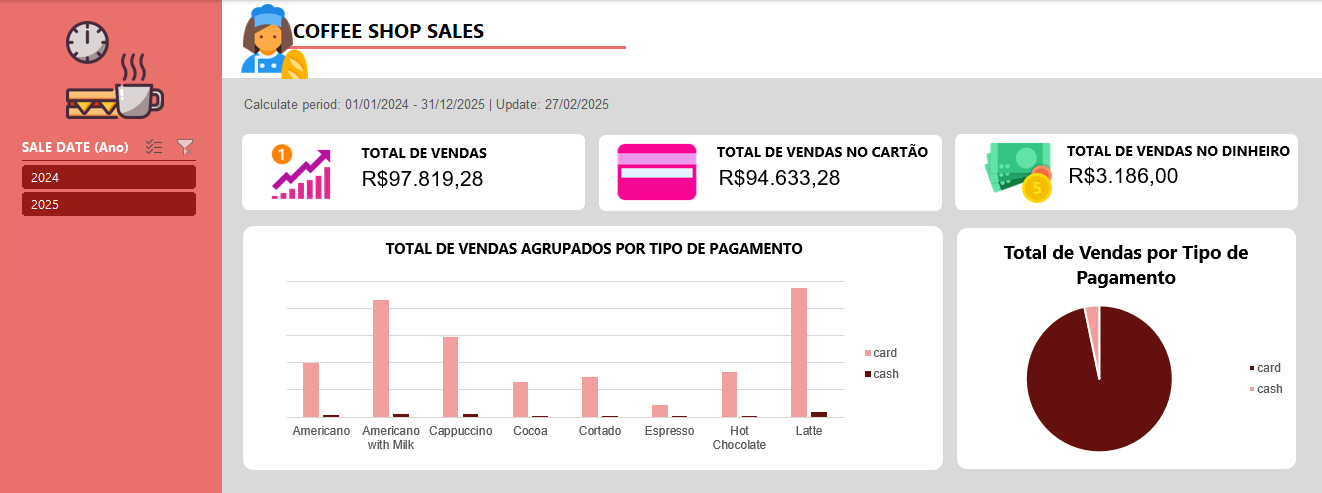 COFFEE SHOP SALES
Calculate period: 01/01/2024 - 31/12/2025 | Update: 27/02/2025
SALE DATE (Ano)
2024
2025
1
TOTAL DE VENDAS
R$97.819,28
TOTAL DE VENDAS NO CARTÃO
R$94.633,28
5
TOTAL DE VENDAS NO DINHEIRO
R$3.186,00
TOTAL DE VENDAS AGRUPADOS POR TIPO DE PAGAMENTO
card
cash
Americano
Americano
with Milk
Cappuccino
Cocoa
Cortado
Espresso
Hot
Chocolate
Latte
Total de Vendas por Tipo de
Pagamento
card
cash